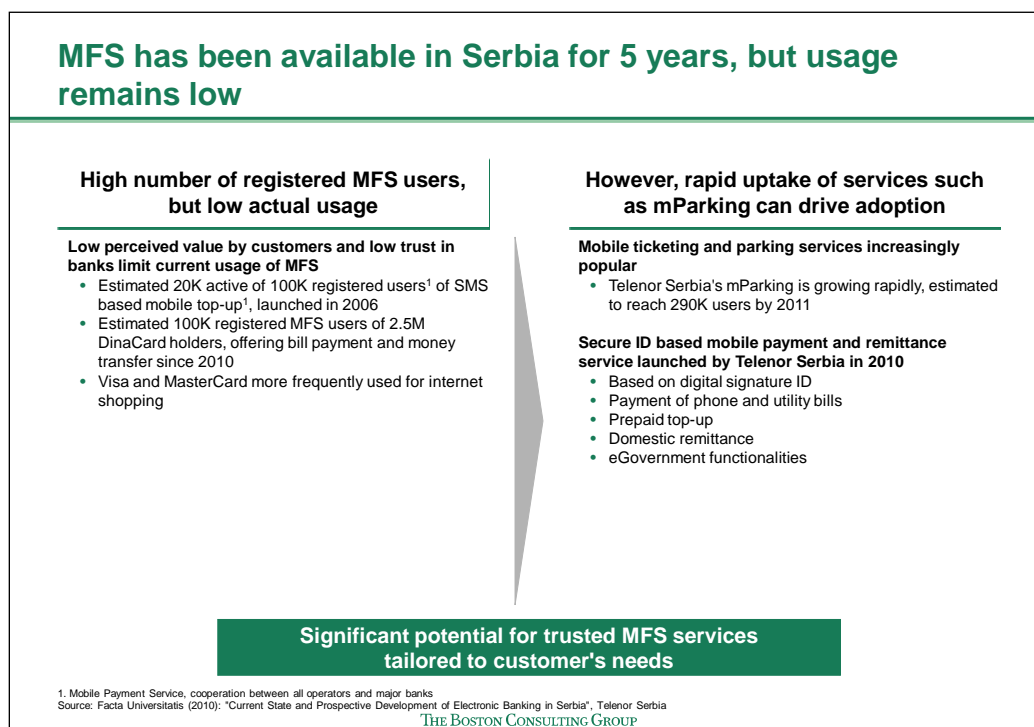 MFS has been available in Serbia for 5 years, but usage
remains low
High number of registered MFS users,
but low actual usage
Low perceived value by customers and low trust in
banks limit current usage of MFS
• Estimated 20K active of 100K registered users¹ of SMS
based mobile top-up¹, launched in 2006
• Estimated 100K registered MFS users of 2.5M
DinaCard holders, offering bill payment and money
transfer since 2010
• Visa and MasterCard more frequently used for internet
shopping
However, rapid uptake of services such
as mParking can drive adoption
Mobile ticketing and parking services increasingly
popular
• Telenor Serbia's mParking is growing rapidly, estimated
to reach 290K users by 2011
Secure ID based mobile payment and remittance
service launched by Telenor Serbia in 2010
• Based on digital signature ID
• Payment of phone and utility bills
• Prepaid top-up
• Domestic remittance
• eGovernment functionalities
Significant potential for trusted MFS services
tailored to customer's needs
1. Mobile Payment Service, cooperation between all operators and major banks
Source: Facta Universitatis (2010): "Current State and Prospective Development of Electronic Banking in Serbia", Telenor Serbia
THE BOSTON CONSULTING GROUP